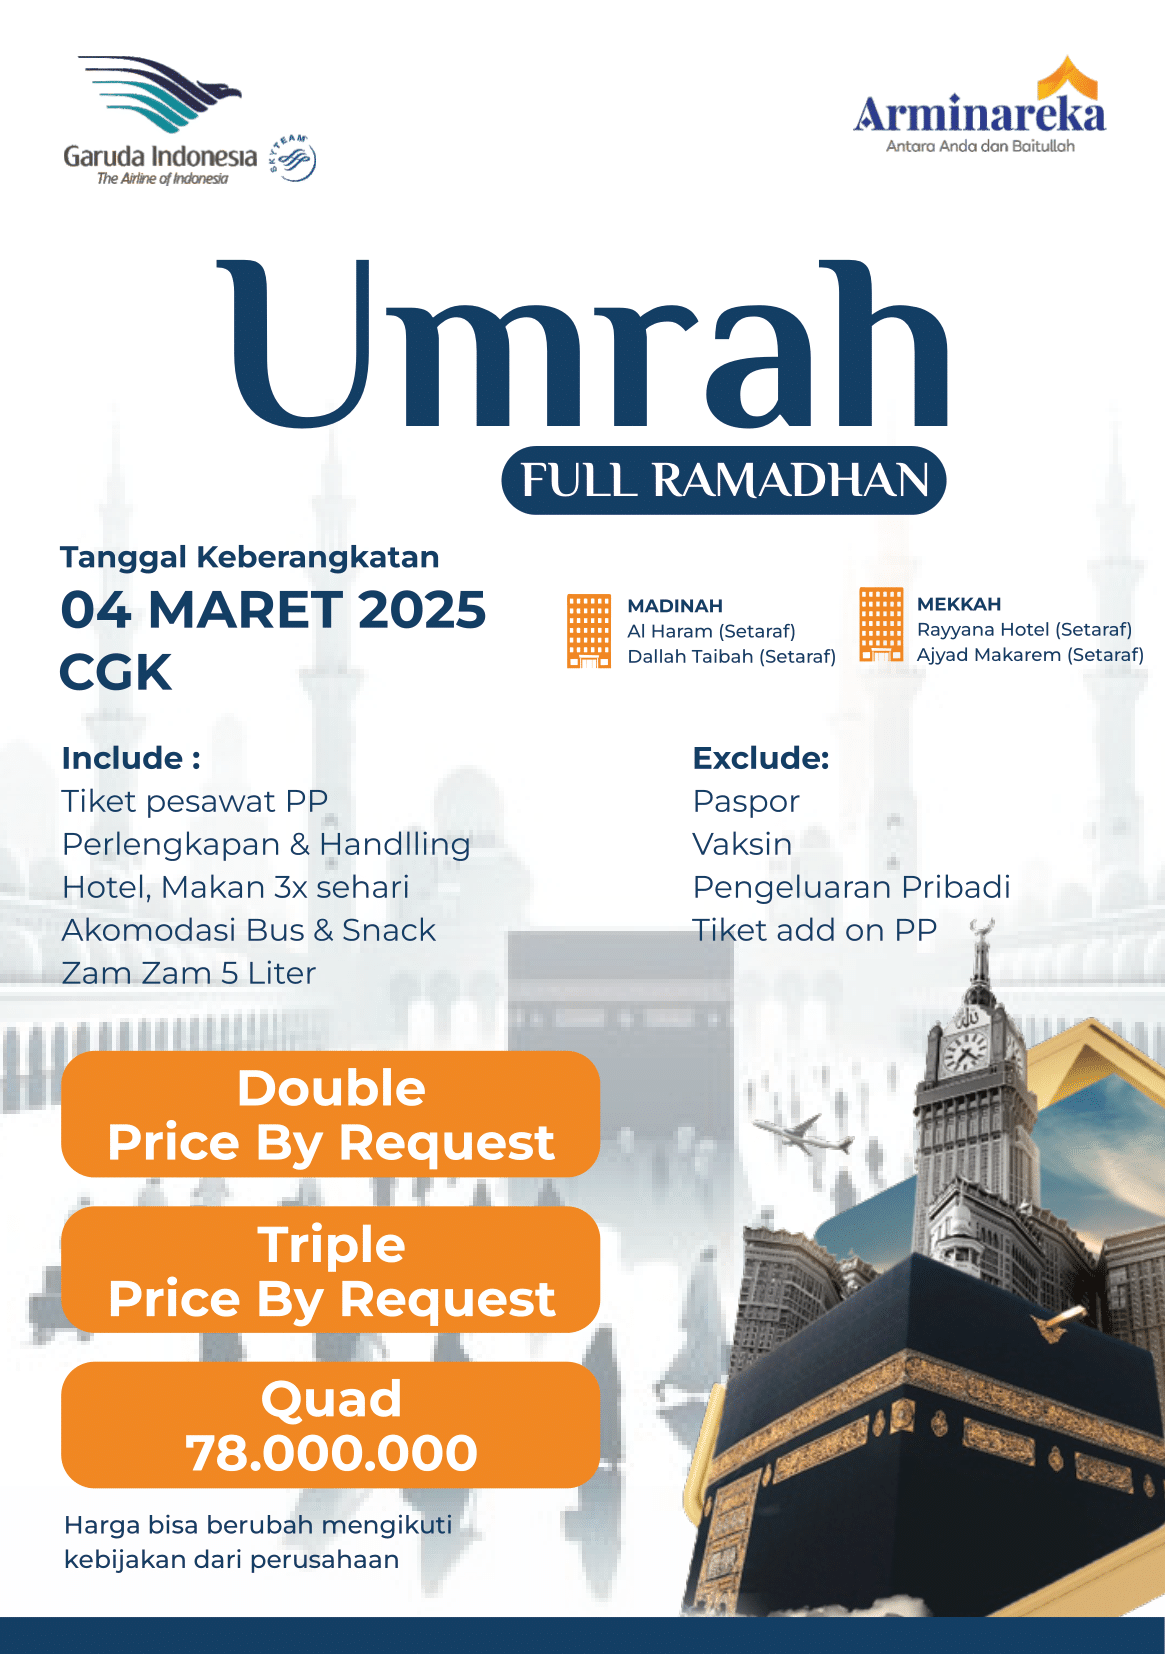 Garuda Indonesia
The Airline of Indonesia
SKYTEAM
Arminareka
Antara Anda dan Baitullah
Umrah
FULL RAMADHAN
Tanggal Keberangkatan
04 MARET 2025
CGK
MADINAH
Al Haram (Setaraf)
Dallah Taibah (Setaraf)
MEKKAH
Rayyana Hotel (Setaraf)
Ajyad Makarem (Setaraf)
Include :
Tiket pesawat PP
Perlengkapan & Handlling
Hotel, Makan 3x sehari
Akomodasi Bus & Snack
Zam Zam 5 Liter
Exclude:
Paspor
Vaksin
Pengeluaran Pribadi
Tiket add on PP
Double
Price By Request
Triple
Price By Request
Quad
78.000.000
Harga bisa berubah mengikuti
kebijakan dari perusahaan